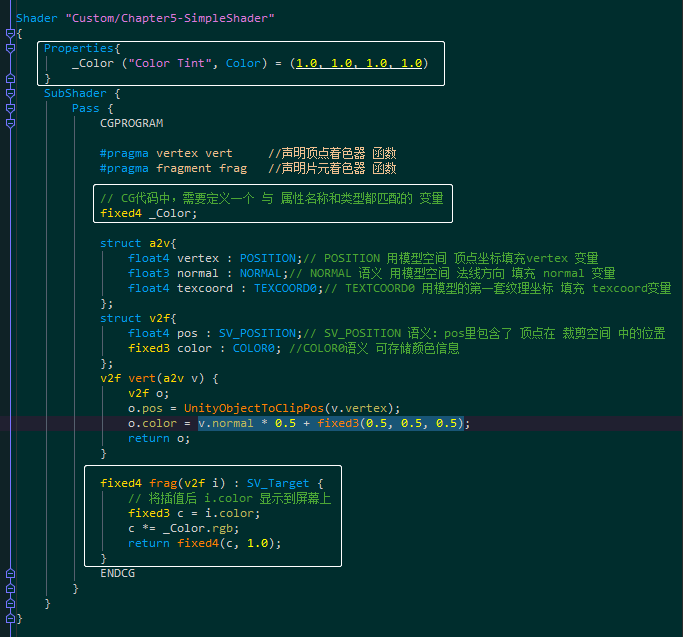 Shader "Custom/Chapter5-SimpleShader"
{
Properties{
_Color ("Color Tint", Color) = (1.0, 1.0, 1.0, 1.0)
}
SubShader {
Pass {
CGPROGRAM
#pragma vertex vert //声明顶点着色器 函数
#pragma fragment frag //声明片元着色器 函数
// CG代码中，需要定义一个 与 属性名称和类型都匹配的 变量
fixed4 _Color;
struct a2v{
float4 vertex : POSITION;// POSITION 用模型空间 顶点坐标填充vertex 变量
float3 normal : NORMAL;// NORMAL 语义 用模型空间 法线方向 填充 normal 变量
float4 texcoord : TEXCOORD0;// TEXTCOORD0 用模型的第一套纹理坐标 填充 texcoord变量
};
struct v2f{
float4 pos : SV_POSITION;// SV_POSITION 语义：pos里包含了 顶点在 裁剪空间 中的位置
fixed3 color : COLOR0; //COLOR0语义 可存储颜色信息
};
v2f vert(a2v v) {
v2f o;
o.pos = UnityObjectToClipPos(v.vertex);
o.color = v.normal * 0.5 + fixed3(0.5, 0.5, 0.5);
return o;
}
fixed4 frag(v2f i) : SV_Target {
// 将插值后 i.color 显示到屏幕上
fixed3 c = i.color;
c *= _Color.rgb;
return fixed4(c, 1.0);
}
ENDCG
}
}
}